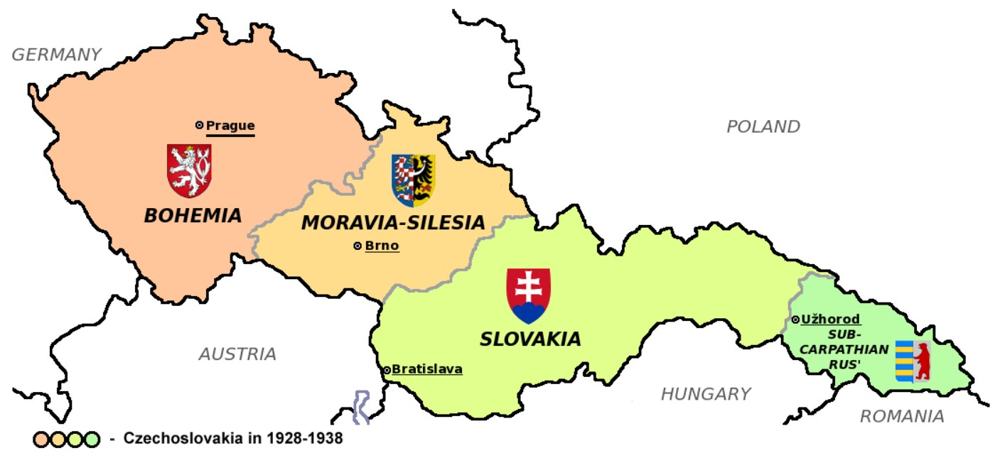 GERMANY
POLAND
Prague
BOHEMIA
MORAVIA-SILESIA
Brno
SLOVAKIA
Užhorod
SUB-
CARPATHIAN
RUS'
AUSTRIA
Bratislava
HUNGARY
ROMANIA
- Czechoslovakia in 1928-1938